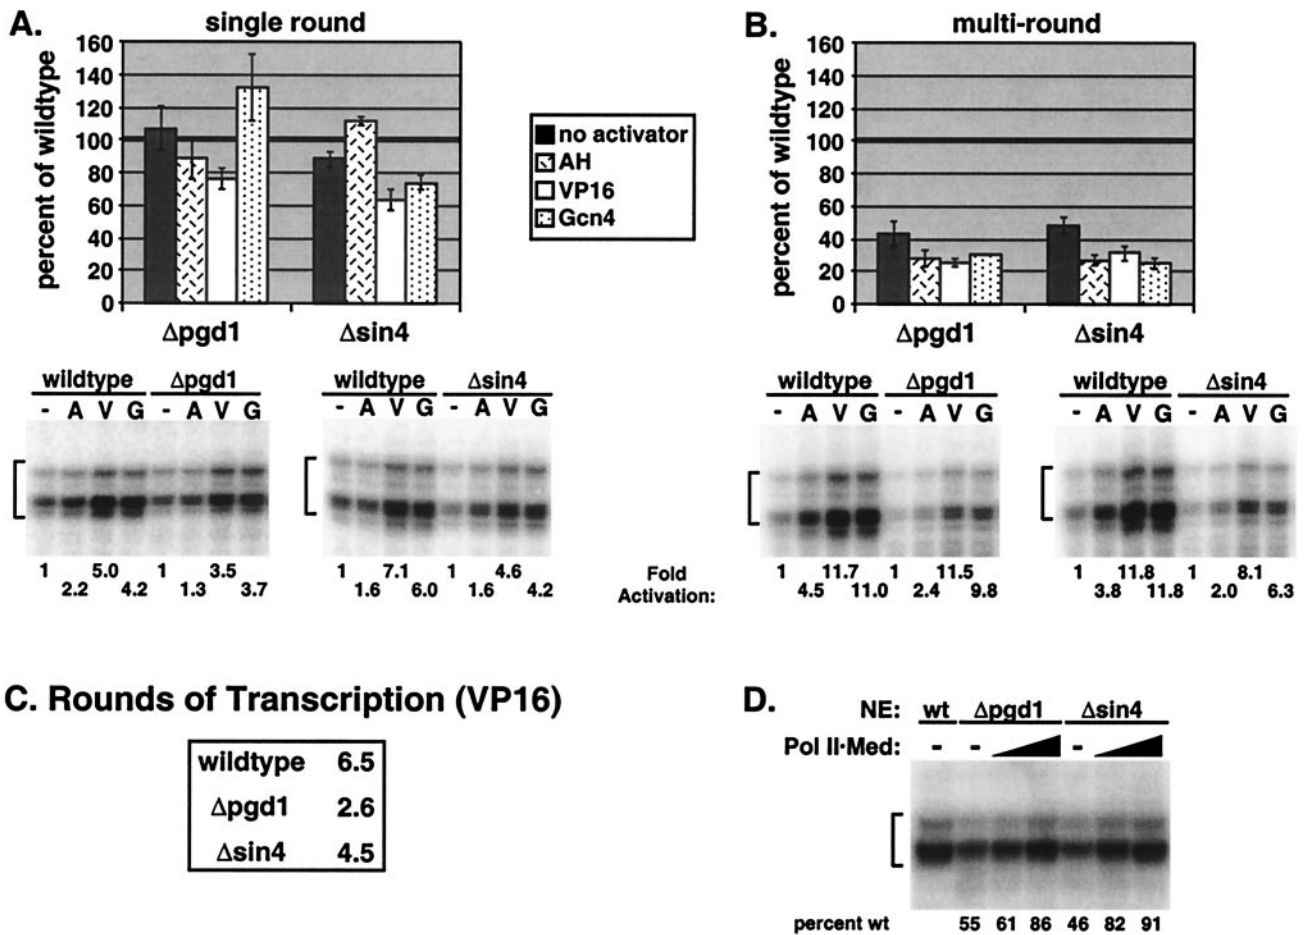 A.
single round
percent of wildtype
160
140
120
100
80
60
40
20
0
Δpgd1 Δsin4
no activator
AH
VP16
Gcn4
B.
multi-round
percent of wildtype
160
140
120
100
80
60
40
20
0
Δpgd1 Δsin4
wildtype Δpgd1
- A V G - A V G
1 5.0 1 3.5
2.2 4.2 1.3 3.7
wildtype Δsin4
- A V G - A V G
1 7.1 1 4.6
1.6 6.0 1.6 4.2
Fold
Activation:
wildtype Δpgd1
- A V G - A V G
1 11.7 1 11.5
4.5 11.0 2.4 9.8
wildtype Δsin4
- A V G - A V G
1 11.8 1 8.1
3.8 11.8 2.0 6.3
C. Rounds of Transcription (VP16)
wildtype 6.5
Δpgd1 2.6
Δsin4 4.5
D.
NE: wt Δpgd1 Δsin4
Pol II·Med: - - -
percent wt 55 61 86 46 82 91